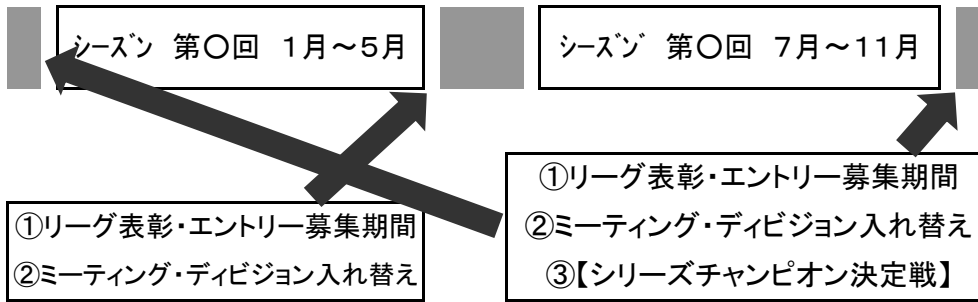 シーズン 第〇回 1月～5月
シーズン゛ 第〇回 7月～11月
①リーグ表彰・エントリー募集期間
②ミーティング・ディビジョン入れ替え
①リーグ表彰・エントリー募集期間
②ミーティング・ディビジョン入れ替え
③【シリーズチャンピオン決定戦】